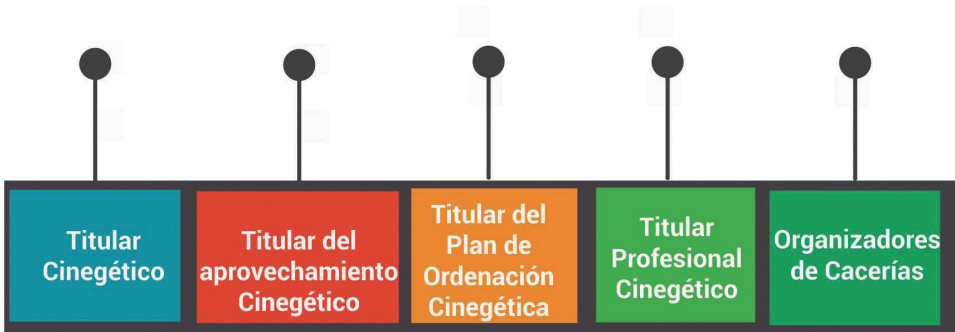 Titular
Cinegético
Titular del
aprovechamiento
Cinegético
Titular del
Plan de
Ordenación
Cinegética
Titular
Profesional
Cinegético
Organizadores
de Cacerías